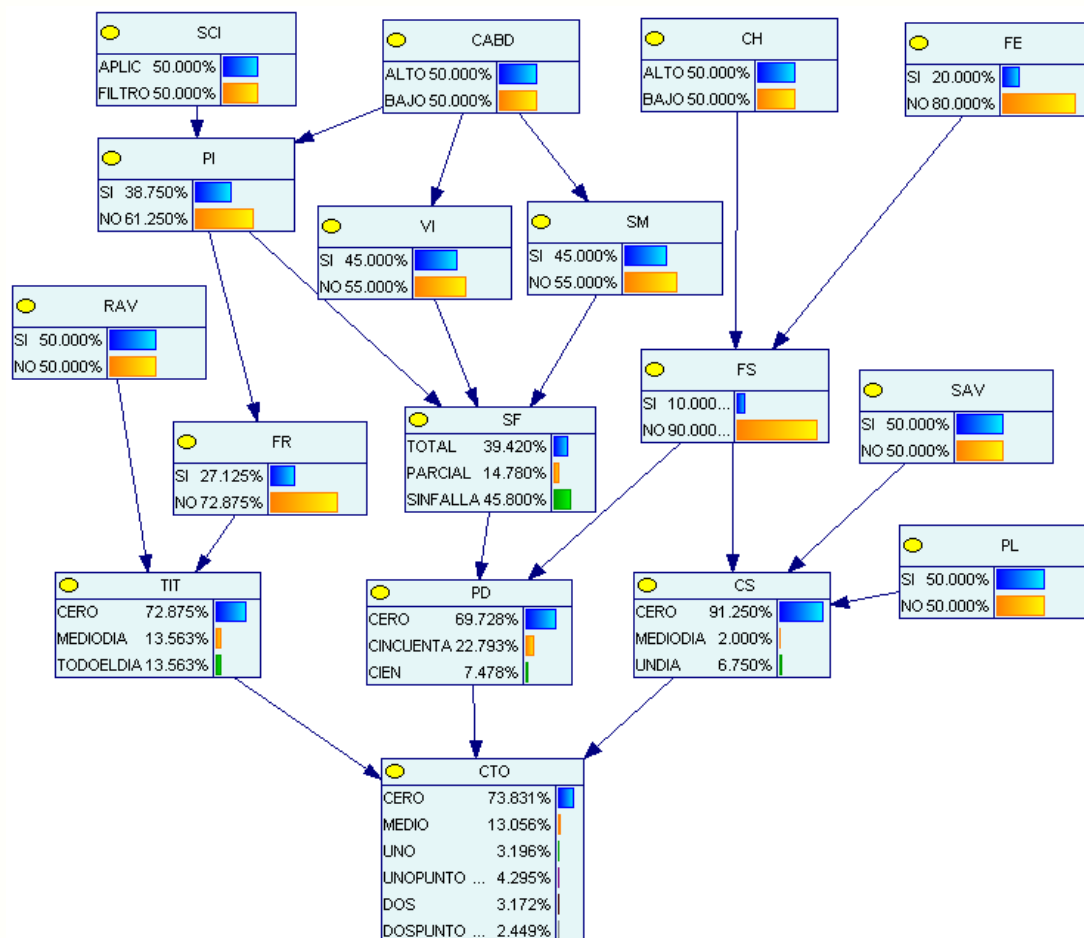 SCI
APLIC 50.000%
FILTRO 50.000%
CABD
ALTO 50.000%
BAJO 50.000%
CH
ALTO 50.000%
BAJO 50.000%
FE
SI 20.000%
NO 80.000%
PI
SI 38.750%
NO 61.250%
VI
SI 45.000%
NO 55.000%
SM
SI 45.000%
NO 55.000%
RAV
SI 50.000%
NO 50.000%
FS
SI 10.000...
NO 90.000...
SAV
SI 50.000%
NO 50.000%
FR
SI 27.125%
NO 72.875%
SF
TOTAL 39.420%
PARCIAL 14.780%
SINFALLA 45.800%
PL
SI 50.000%
NO 50.000%
TIT
CERO 72.875%
MEDIODIA 13.563%
TODOELDIA 13.563%
PD
CERO 69.728%
CINCUENTA 22.793%
CIEN 7.478%
CS
CERO 91.250%
MEDIODIA 2.000%
UNDIA 6.750%
CTO
CERO 73.831%
MEDIO 13.056%
UNO 3.196%
UNOPUNTO ... 4.295%
DOS 3.172%
DOSPUNTO ... 2.449%